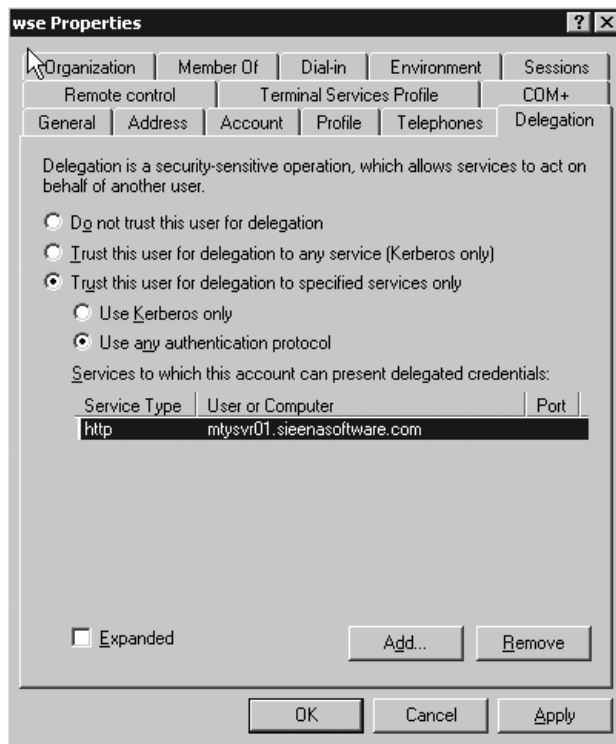 wse Properties
Organization
Member Of
Dial-in
Environment
Sessions
Remote control
Terminal Services Profile
COM+
General
Address
Account
Profile
Telephones
Delegation
Delegation is a security-sensitive operation, which allows services to act on
behalf of another user.
Do not trust this user for delegation
Trust this user for delegation to any service (Kerberos only)
Trust this user for delegation to specified services only
Use Kerberos only
Use any authentication protocol
Services to which this account can present delegated credentials:
Service Type
User or Computer
Port
http
mtysvr01.sieenasoftware.com
Expanded
Add...
Remove
OK
Cancel
Apply